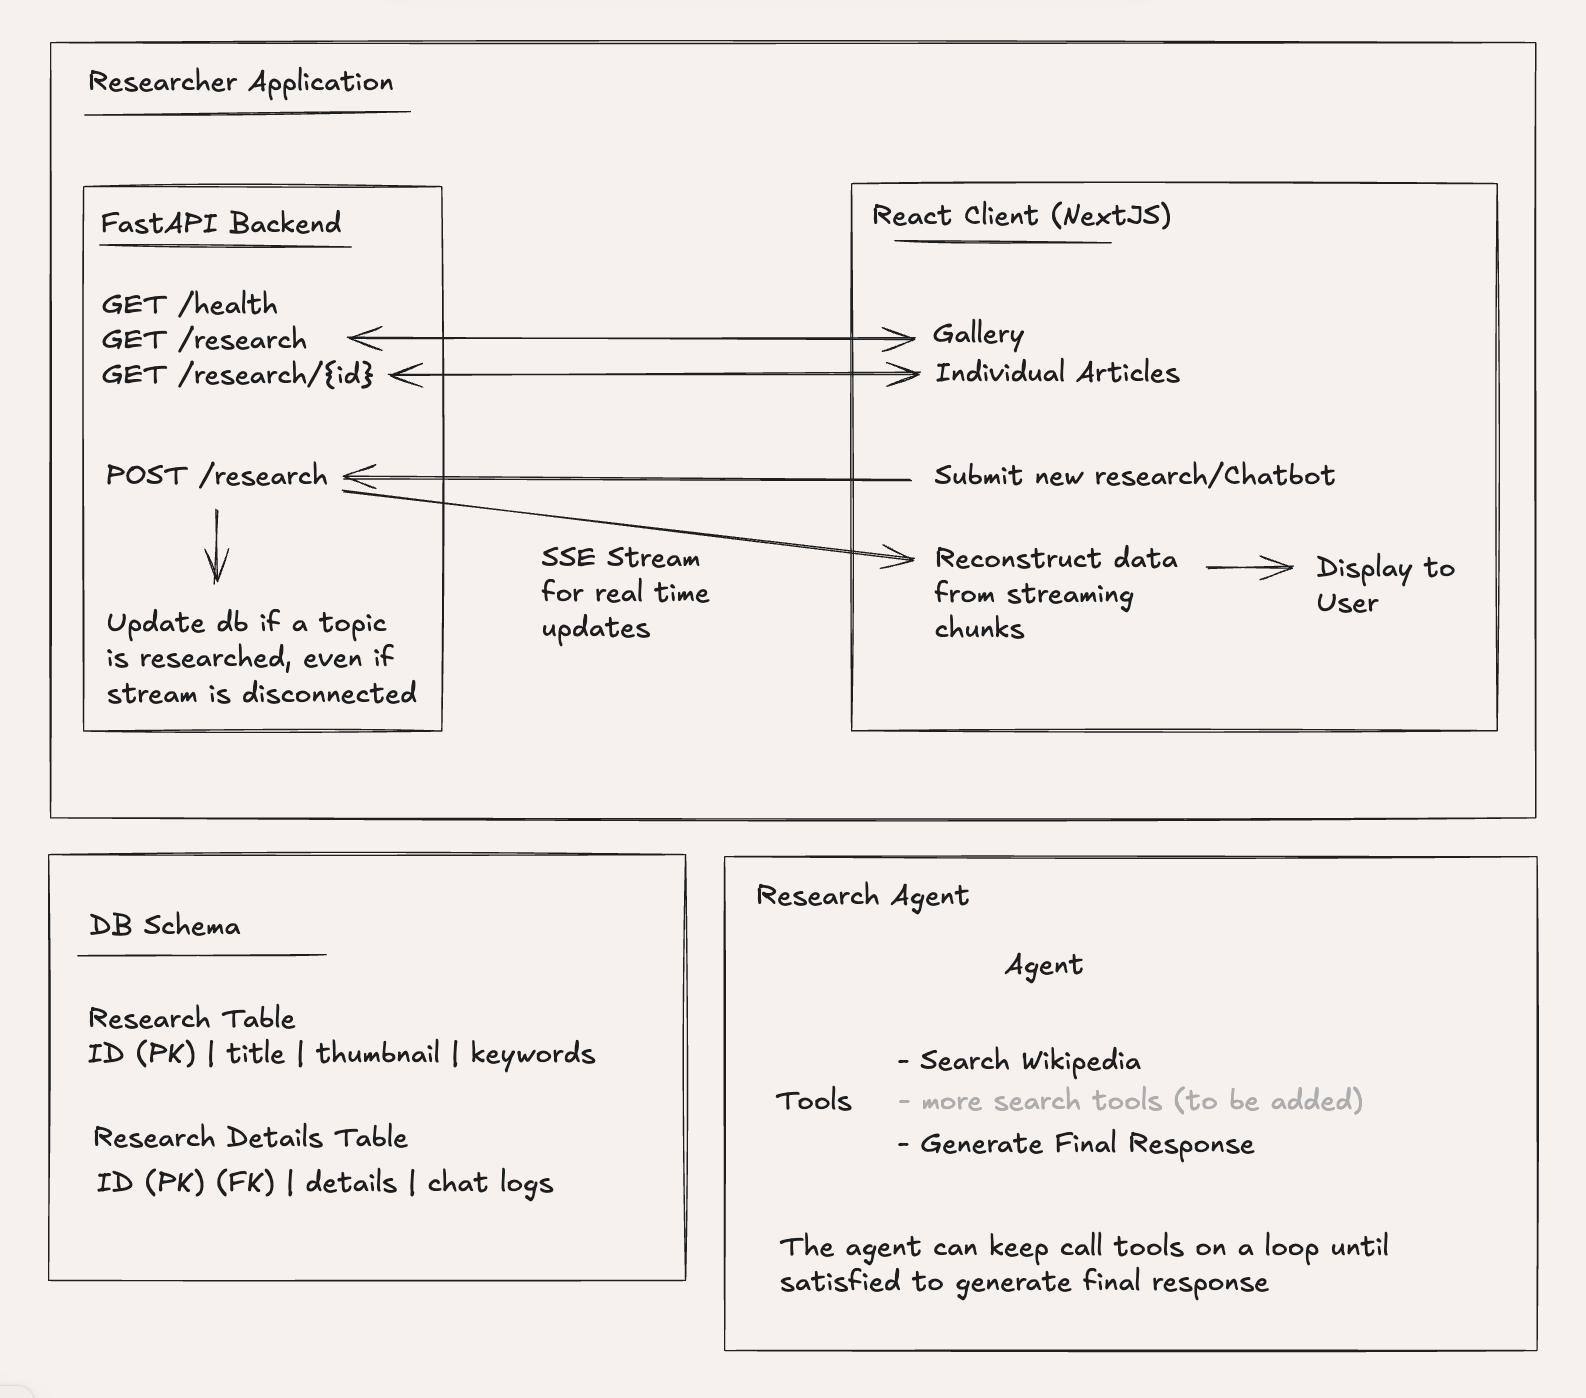 Researcher Application
FastAPI Backend
GET /health
GET /research
GET /research/{id}
POST /research
Update db if a topic
is researched, even if
stream is disconnected
SSE Stream
for real time
updates
React Client (NextJS)
Gallery
Individual Articles
Submit new research/Chatbot
Reconstruct data
from streaming
chunks
Display to
User
DB Schema
Research Table
ID (PK) | title | thumbnail | keywords
Research Details Table
ID (PK) (FK) | details | chat logs
Research Agent
Agent
Tools
- Search Wikipedia
- more search tools (to be added)
- Generate Final Response
The agent can keep call tools on a loop until
satisfied to generate final response